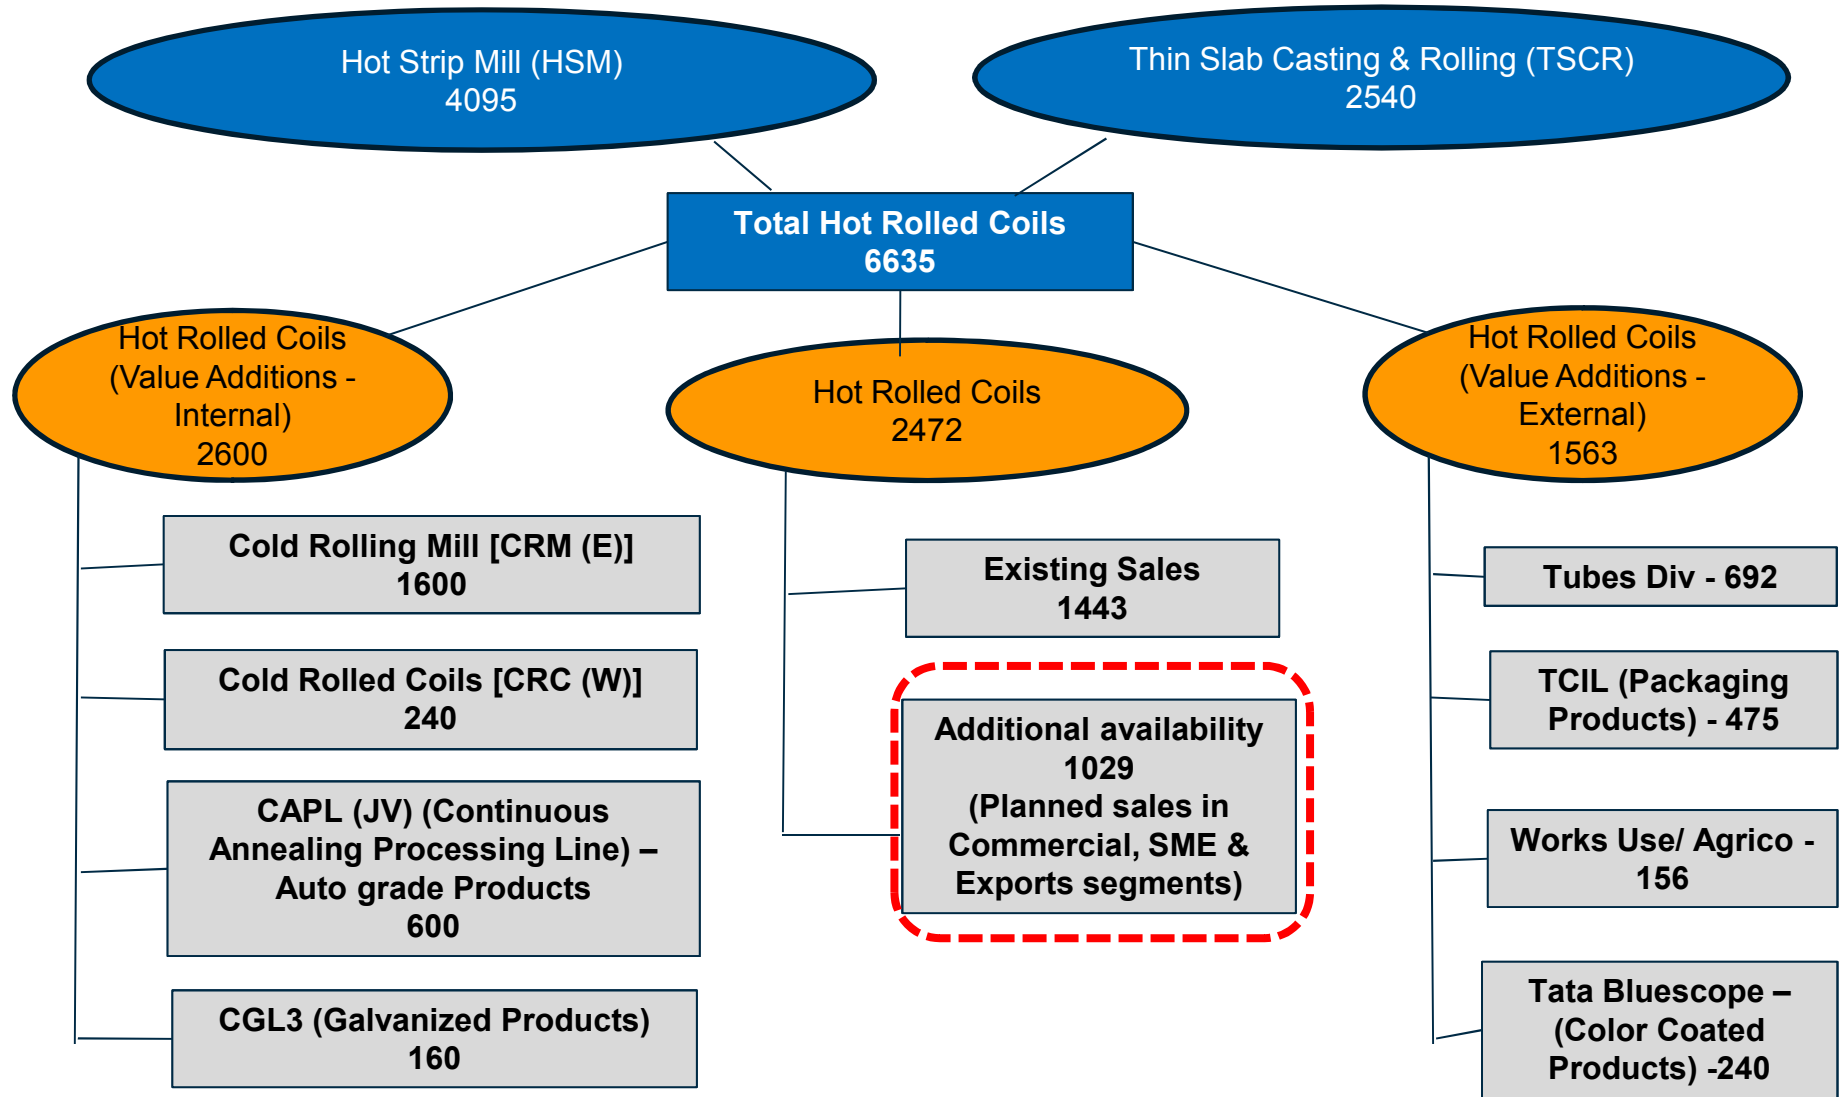 Hot Strip Mill (HSM)
4095
Thin Slab Casting & Rolling (TSCR)
2540
Total Hot Rolled Coils
6635
Hot Rolled Coils
(Value Additions -
Internal)
2600
Hot Rolled Coils
2472
Hot Rolled Coils
(Value Additions -
External)
1563
Cold Rolling Mill [CRM (E)]
1600
Cold Rolled Coils [CRC (W)]
240
CAPL (JV) (Continuous
Annealing Processing Line) –
Auto grade Products
600
CGL3 (Galvanized Products)
160
Existing Sales
1443
Additional availability
1029
(Planned sales in
Commercial, SME &
Exports segments)
Tubes Div - 692
TCIL (Packaging
Products) - 475
Works Use/ Agrico -
156
Tata Bluescope –
(Color Coated
Products) -240